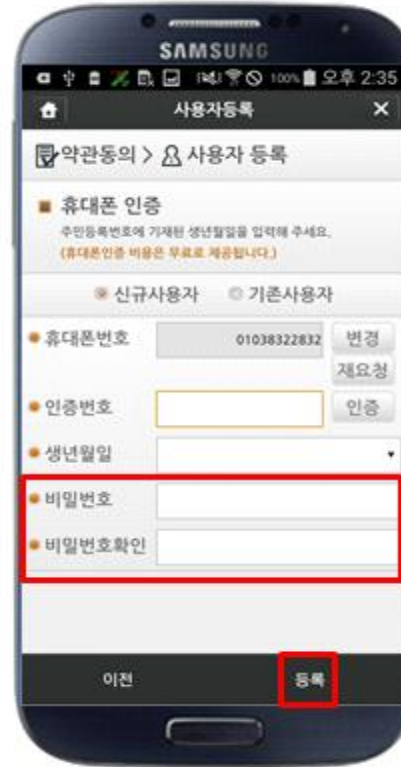 SAMSUNG
100% 오후 2:35
사용자등록 ×
약관동의 > 사용자 등록
휴대폰 인증
주민등록번호에 기재된 생년월일을 입력해 주세요.
(휴대폰인증 비용은 무료로 제공됩니다.)
신규사용자 기존사용자
휴대폰번호 01038322832 변경
재요청
인증번호 인증
생년월일
비밀번호
비밀번호확인
이전 등록